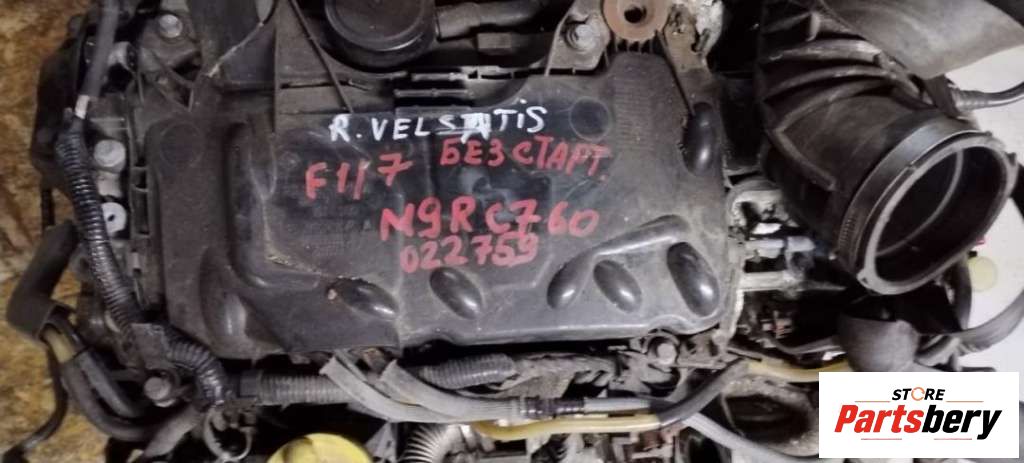 R. VELSATIS
F1/7 БЕЗ СТАРТ.
N9RC760
022759
STORE
Partsbery